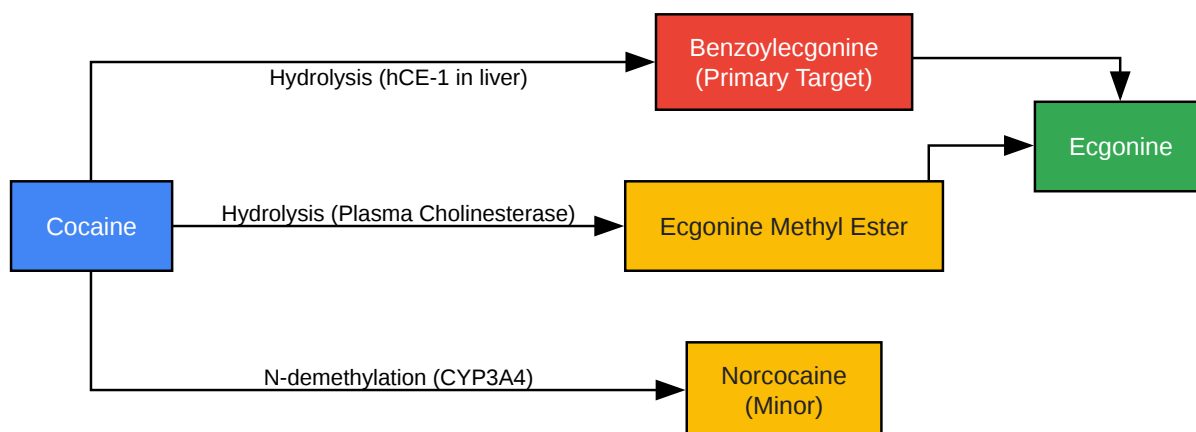 Benzoylecgonine
(Primary Target)
Hydrolysis (hCE-1 in liver)
Ecgonine
Cocaine
Hydrolysis (Plasma Cholinesterase)
Ecgonine Methyl Ester
N-demethylation (CYP3A4)
Norcocaine
(Minor)